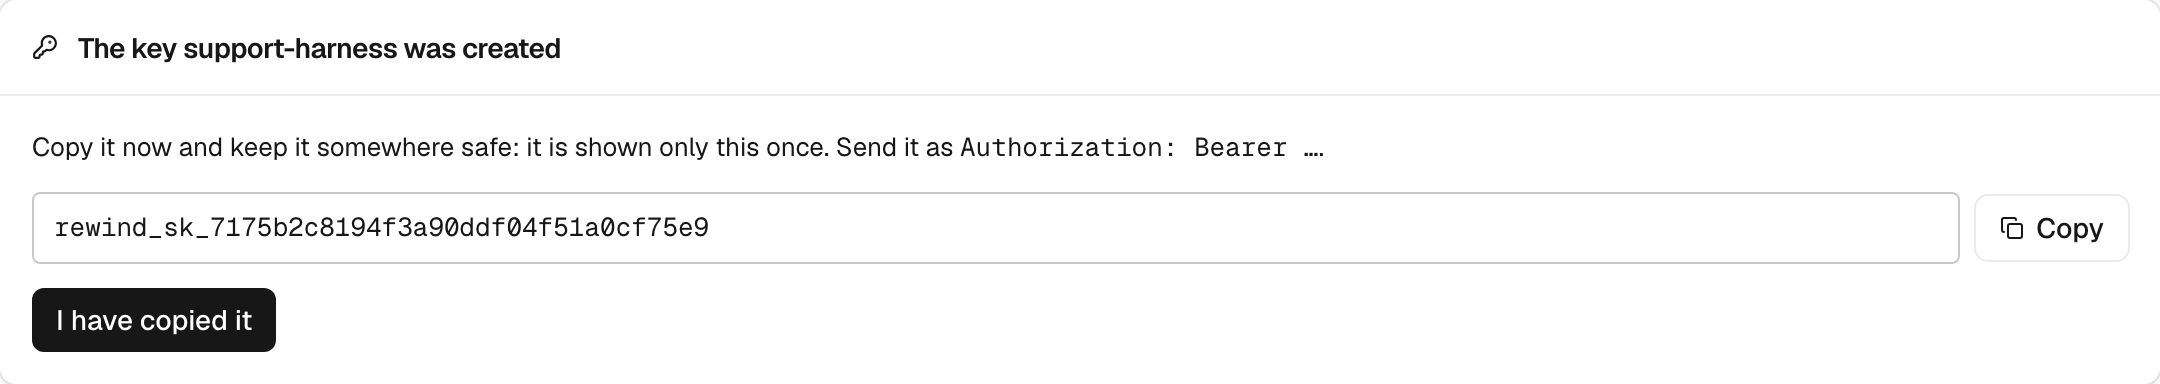 The key support-harness was created
Copy it now and keep it somewhere safe: it is shown only this once. Send it as Authorization: Bearer ….
rewind_sk_7175b2c8194f3a90ddf04f51a0cf75e9
Copy
I have copied it